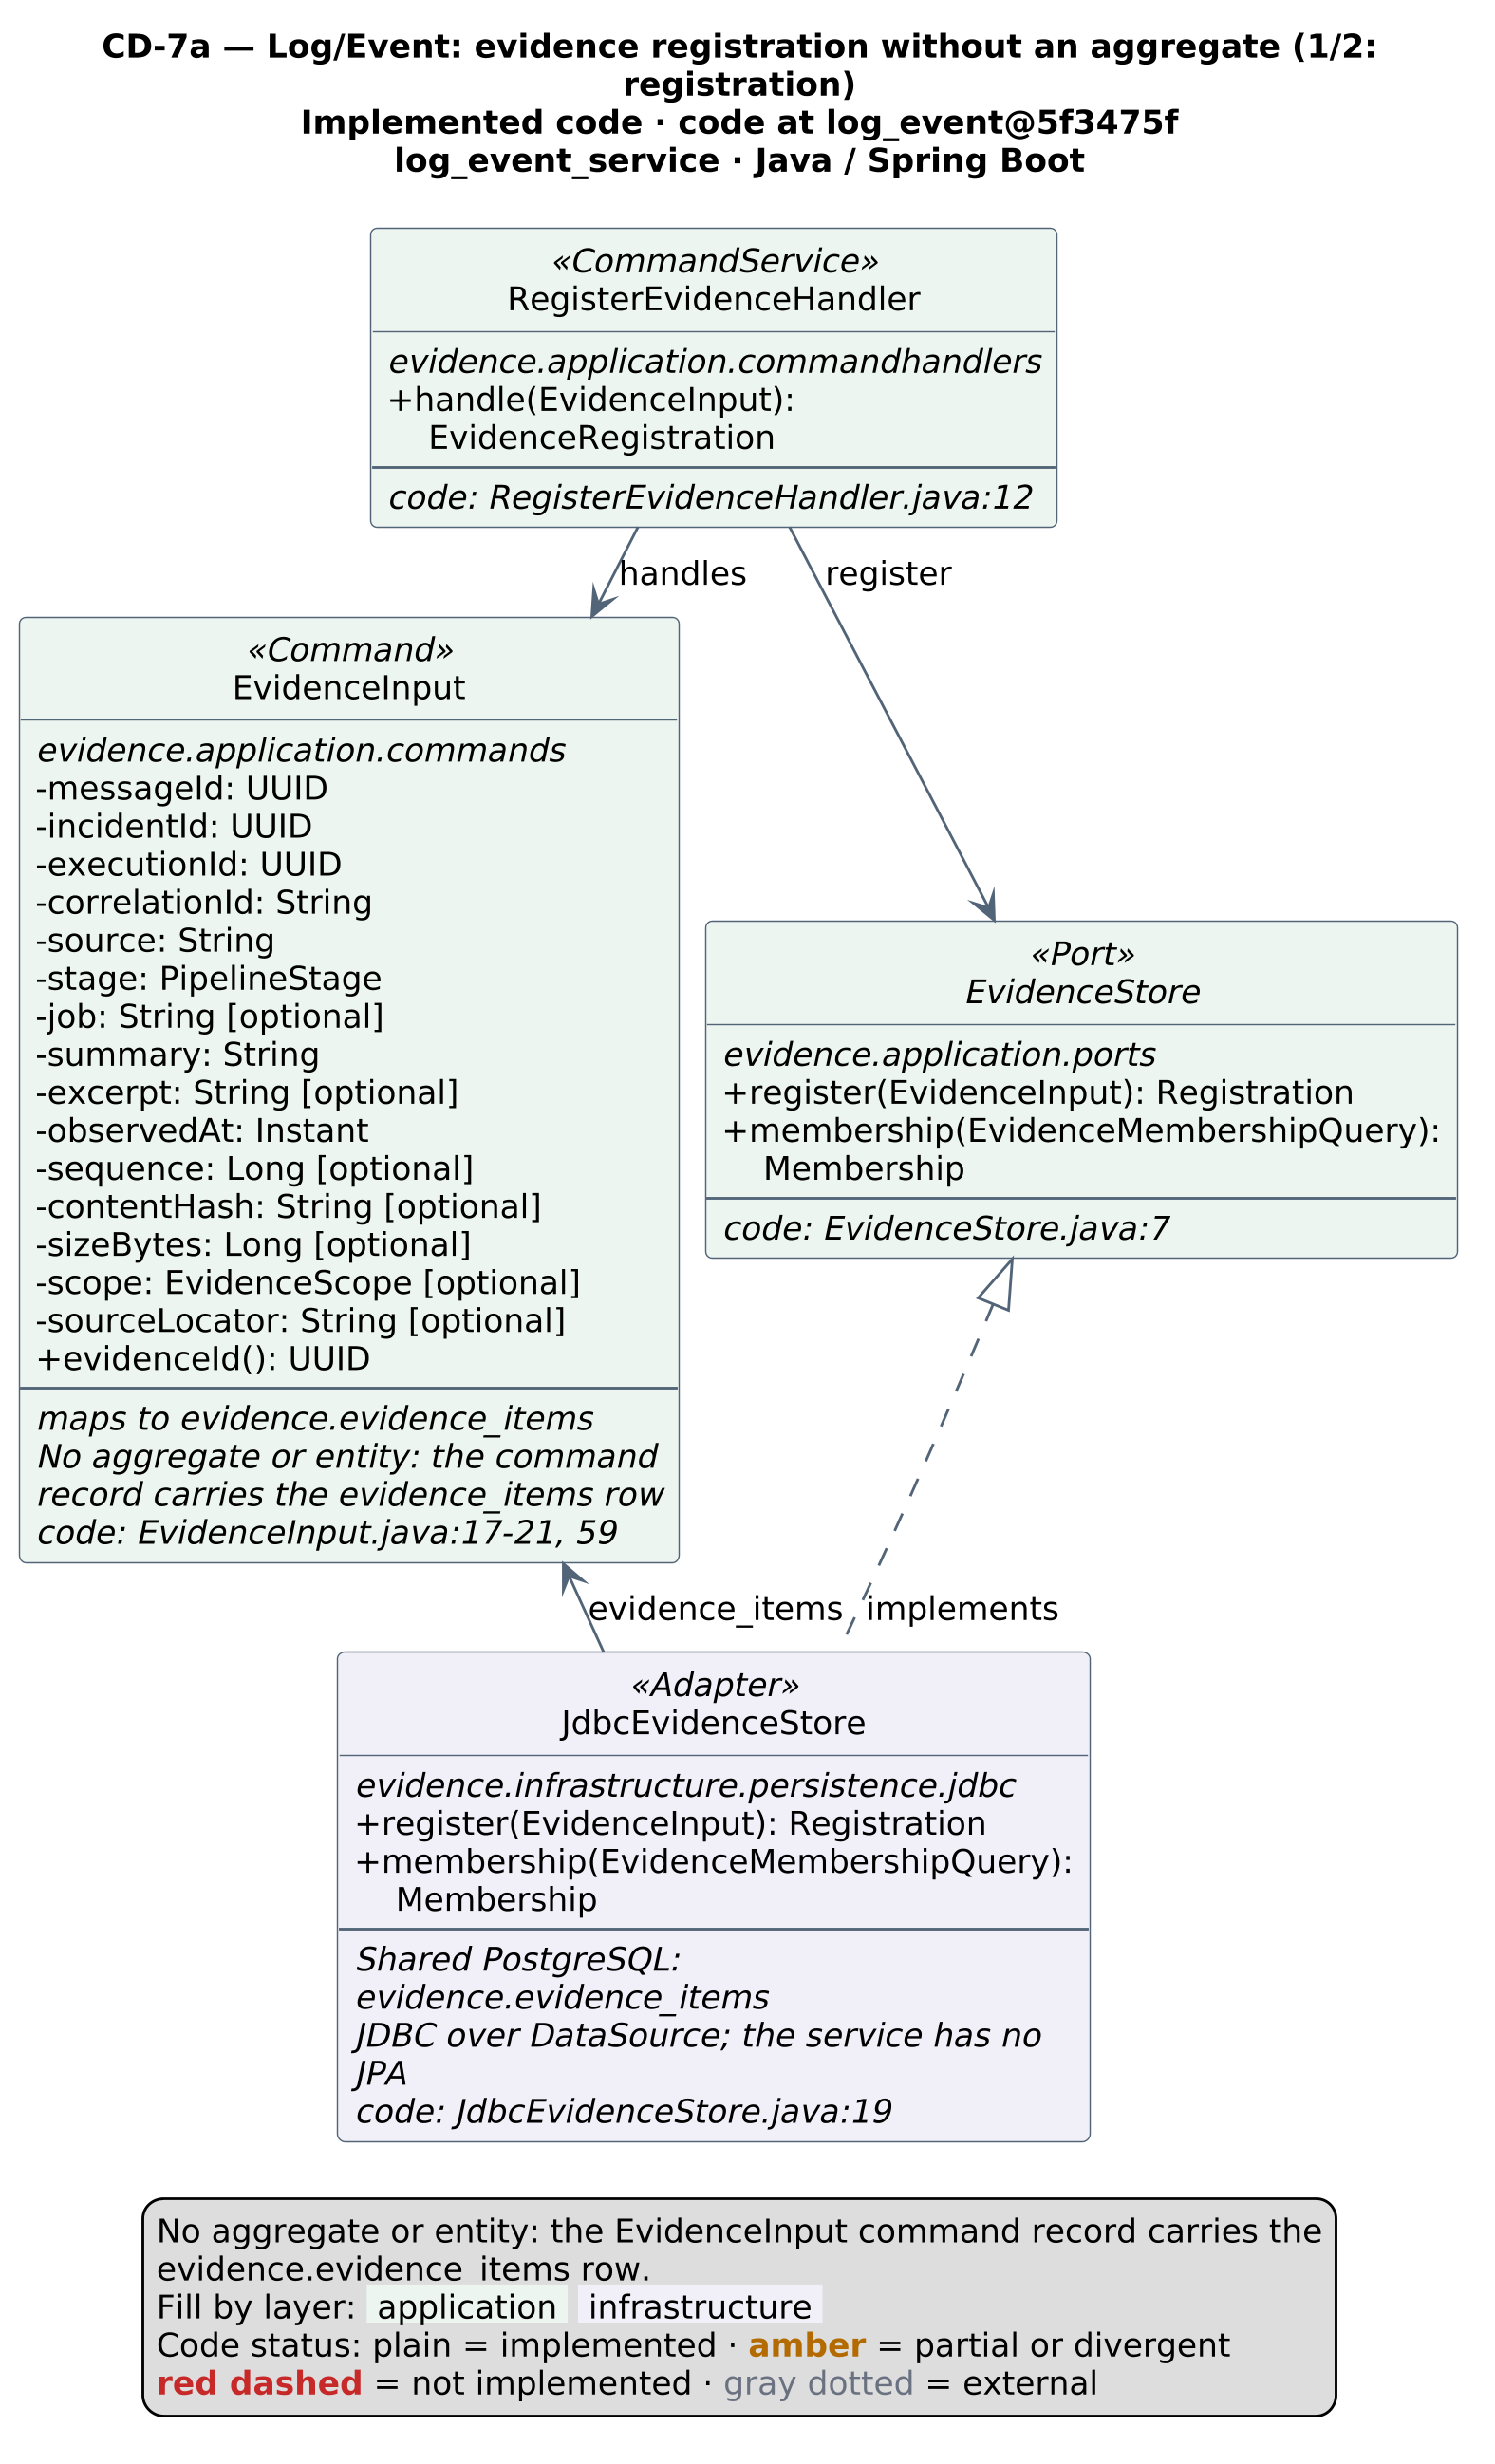 CD-7a — Log/Event: evidence registration without an aggregate (1/2:
registration)
Implemented code · code at log_event@5f3475f
log_event_service · Java / Spring Boot
«CommandService»
RegisterEvidenceHandler
evidence.application.commandhandlers
+handle(EvidenceInput):
EvidenceRegistration
code: RegisterEvidenceHandler.java:12
handles
register
«Command»
EvidenceInput
evidence.application.commands
-messageId: UUID
-incidentId: UUID
-executionId: UUID
-correlationId: String
-source: String
-stage: PipelineStage
-job: String [optional]
-summary: String
-excerpt: String [optional]
-observedAt: Instant
-sequence: Long [optional]
-contentHash: String [optional]
-sizeBytes: Long [optional]
-scope: EvidenceScope [optional]
-sourceLocator: String [optional]
+evidenceId(): UUID
maps to evidence.evidence_items
No aggregate or entity: the command
record carries the evidence_items row
code: EvidenceInput.java:17-21, 59
«Port»
EvidenceStore
evidence.application.ports
+register(EvidenceInput): Registration
+membership(EvidenceMembershipQuery):
Membership
code: EvidenceStore.java:7
evidence_items
implements
«Adapter»
JdbcEvidenceStore
evidence.infrastructure.persistence.jdbc
+register(EvidenceInput): Registration
+membership(EvidenceMembershipQuery):
Membership
Shared PostgreSQL:
evidence.evidence_items
JDBC over DataSource; the service has no
JPA
code: JdbcEvidenceStore.java:19
No aggregate or entity: the EvidenceInput command record carries the
evidence.evidence_items row.
Fill by layer: application infrastructure
Code status: plain = implemented · amber = partial or divergent
red dashed = not implemented · gray dotted = external